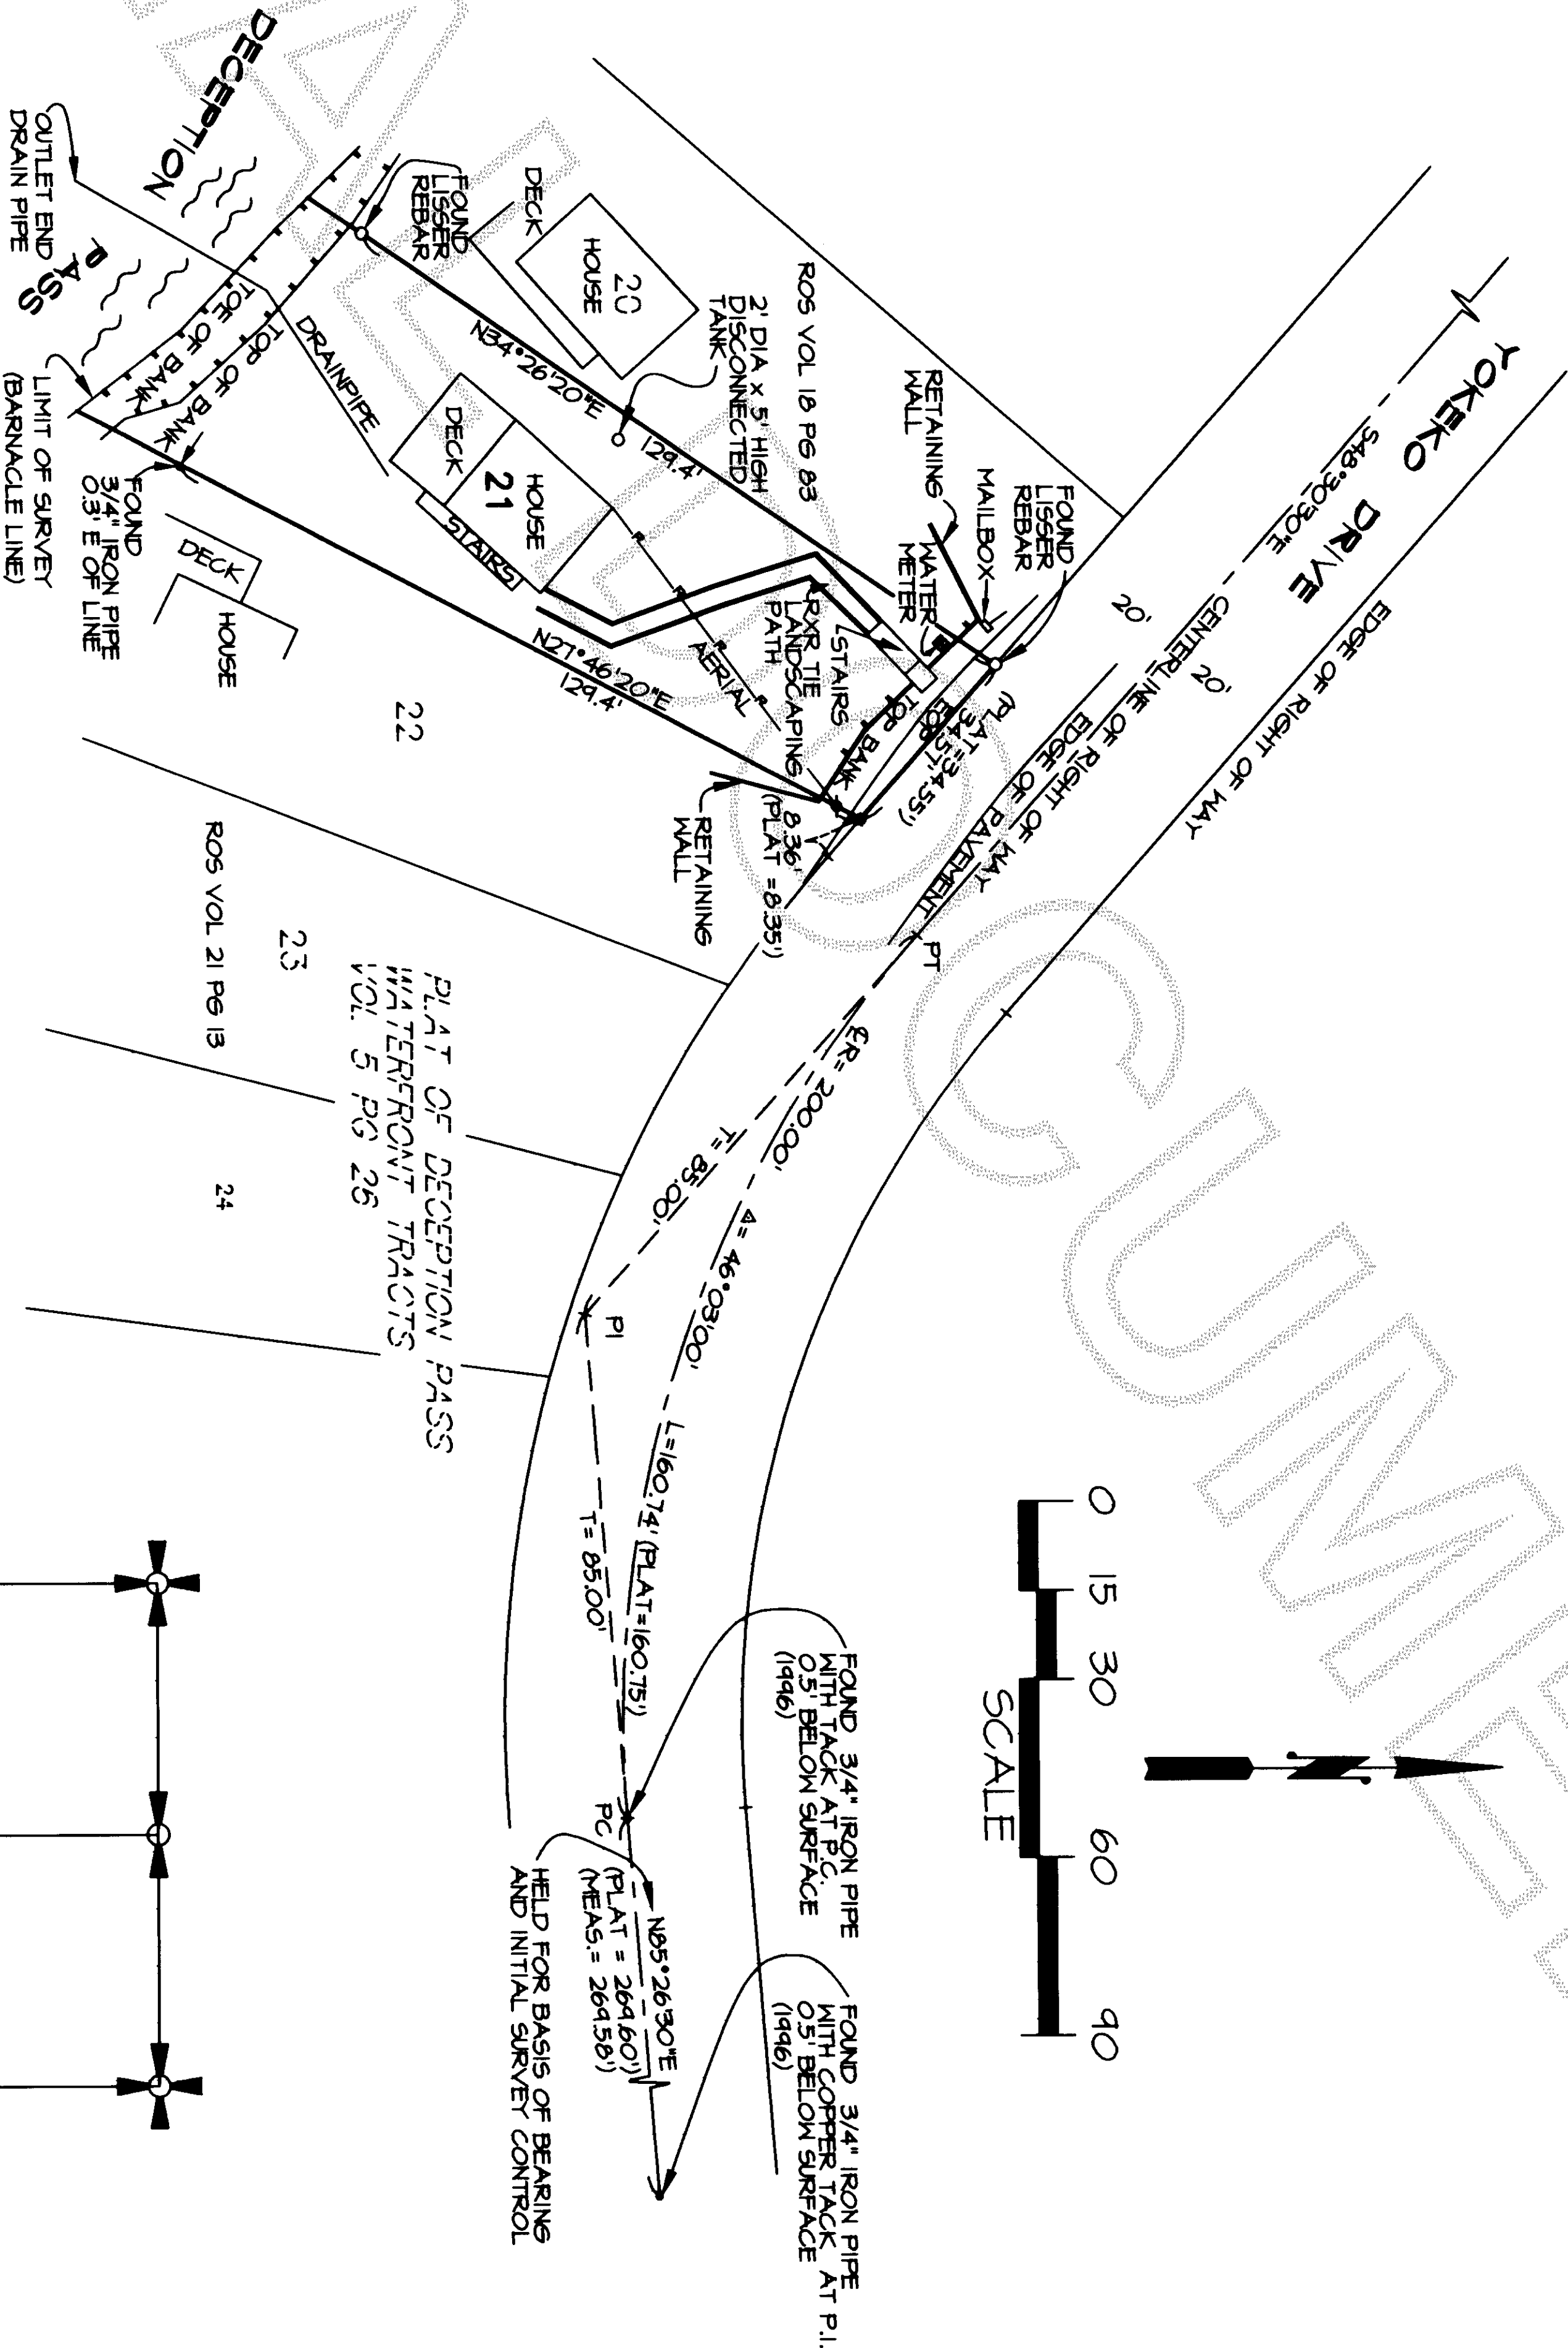 YOKEKO DRIVE
S48°30'30"E
CENTERLINE OF RIGHT OF WAY
EDGE OF RIGHT OF WAY
EDGE OF PAVEMENT
20'
20'
PT
FOUND
LISSER
REBAR
MAILBOX
RETAINING
WALL
WATER
METER
(PLAT=34.55')
34.57'
EOP
TOP BANK
STAIRS
RXR TIE
LANDSCAPING
PATH
8.36'
(PLAT = 8.35')
RETAINING
WALL
AERIAL
ROS VOL 18 PG 83
2' DIA x 5' HIGH
DISCONNECTED
TANK
N34°26'20"E
129.4'
20
HOUSE
DECK
FOUND
LISSER
REBAR
HOUSE
21
DECK
STAIRS
N27°46'20"E
129.4'
DRAINPIPE
TOP OF BANK
TOE OF BANK
DECEPTION
PASS
OUTLET END
DRAIN PIPE
LIMIT OF SURVEY
(BARNACLE LINE)
FOUND
3/4" IRON PIPE
0.3' E OF LINE
DECK
HOUSE
22
23
ROS VOL 21 PG 13
24
PLAT OF DECEPTION PASS
WATERFRONT TRACTS
VOL. 5 PG 26
℄R= 200.00'
Δ= 46°03'00'
L=160.74' (PLAT=160.75')
T= 85.00'
PI
T= 85.00'
PC
FOUND 3/4" IRON PIPE
WITH TACK AT P.C.
0.5' BELOW SURFACE
(1996)
FOUND 3/4" IRON PIPE
WITH COPPER TACK AT P.I.
0.5' BELOW SURFACE
(1996)
N85°26'30"E
(PLAT = 269.60')
(MEAS.= 269.58')
HELD FOR BASIS OF BEARING
AND INITIAL SURVEY CONTROL
0 15 30 60 90
SCALE